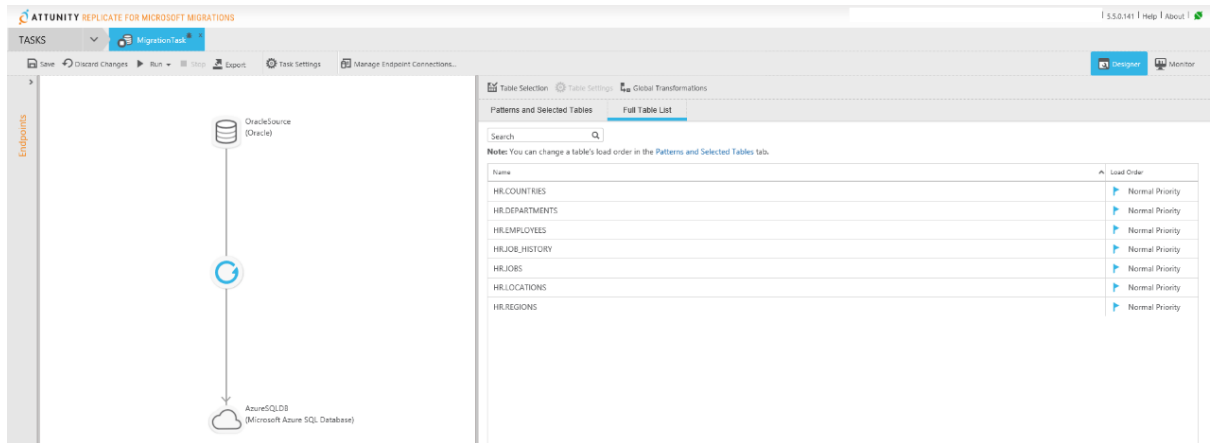 ATTUNITY REPLICATE FOR MICROSOFT MIGRATIONS
5.5.0.141 | Help | About |
TASKS
MigrationTask
Save Discard Changes Run Stop Export Task Settings Manage Endpoint Connections...
Designer Monitor
Endpoints
OracleSource
(Oracle)
AzureSQLDB
(Microsoft Azure SQL Database)
Table Selection Table Settings Global Transformations
Patterns and Selected Tables Full Table List
Search
Note: You can change a table's load order in the Patterns and Selected Tables tab.
Name Load Order
HR.COUNTRIES Normal Priority
HR.DEPARTMENTS Normal Priority
HR.EMPLOYEES Normal Priority
HR.JOB_HISTORY Normal Priority
HR.JOBS Normal Priority
HR.LOCATIONS Normal Priority
HR.REGIONS Normal Priority